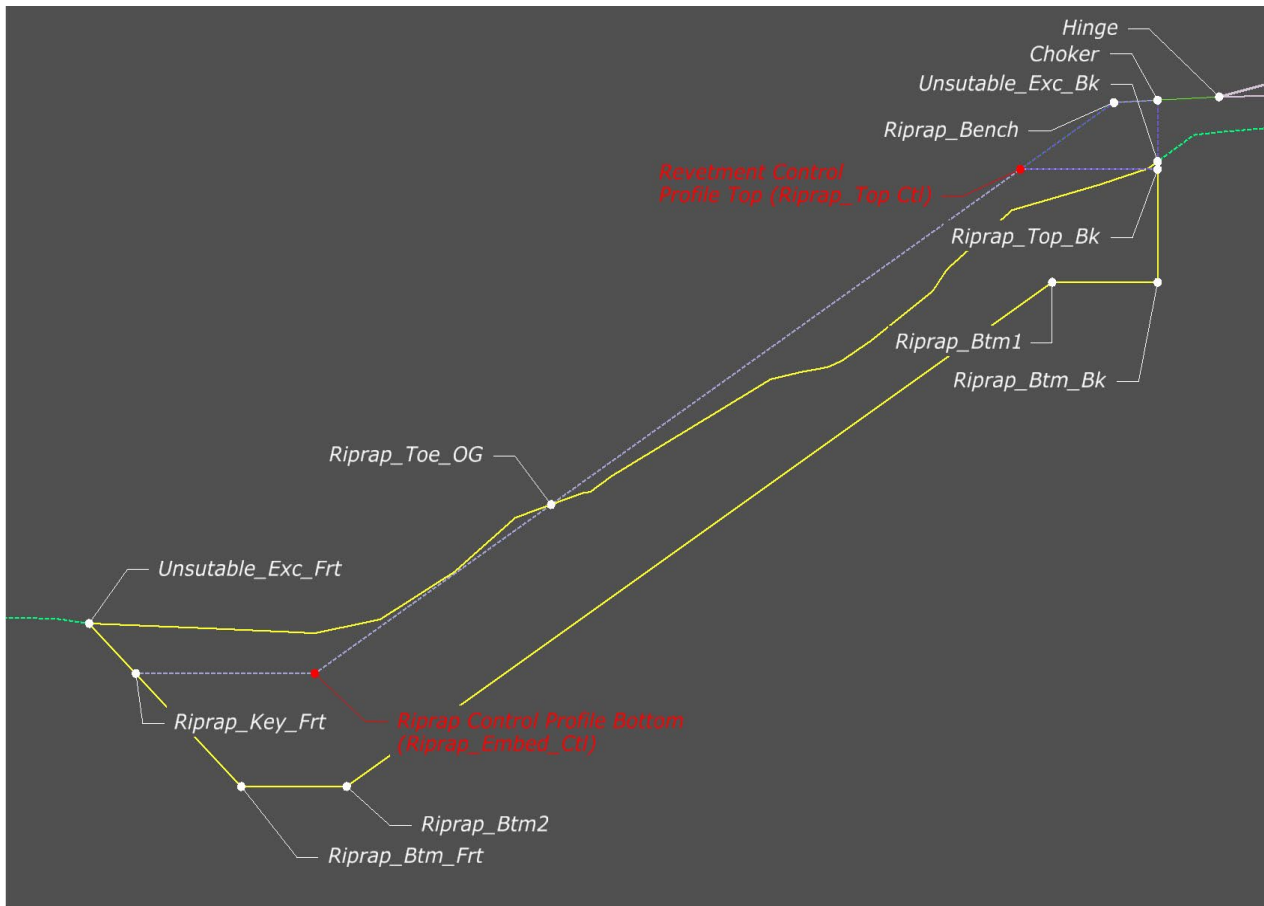 Hinge
Choker
Unsutable_Exc_Bk
Riprap_Bench
Revetment Control
Profile Top (Riprap_Top Ctl)
Riprap_Top_Bk
Riprap_Btm1
Riprap_Btm_Bk
Riprap_Toe_OG
Unsutable_Exc_Frt
Riprap_Key_Frt
Riprap Control Profile Bottom
(Riprap_Embed_Ctl)
Riprap_Btm2
Riprap_Btm_Frt